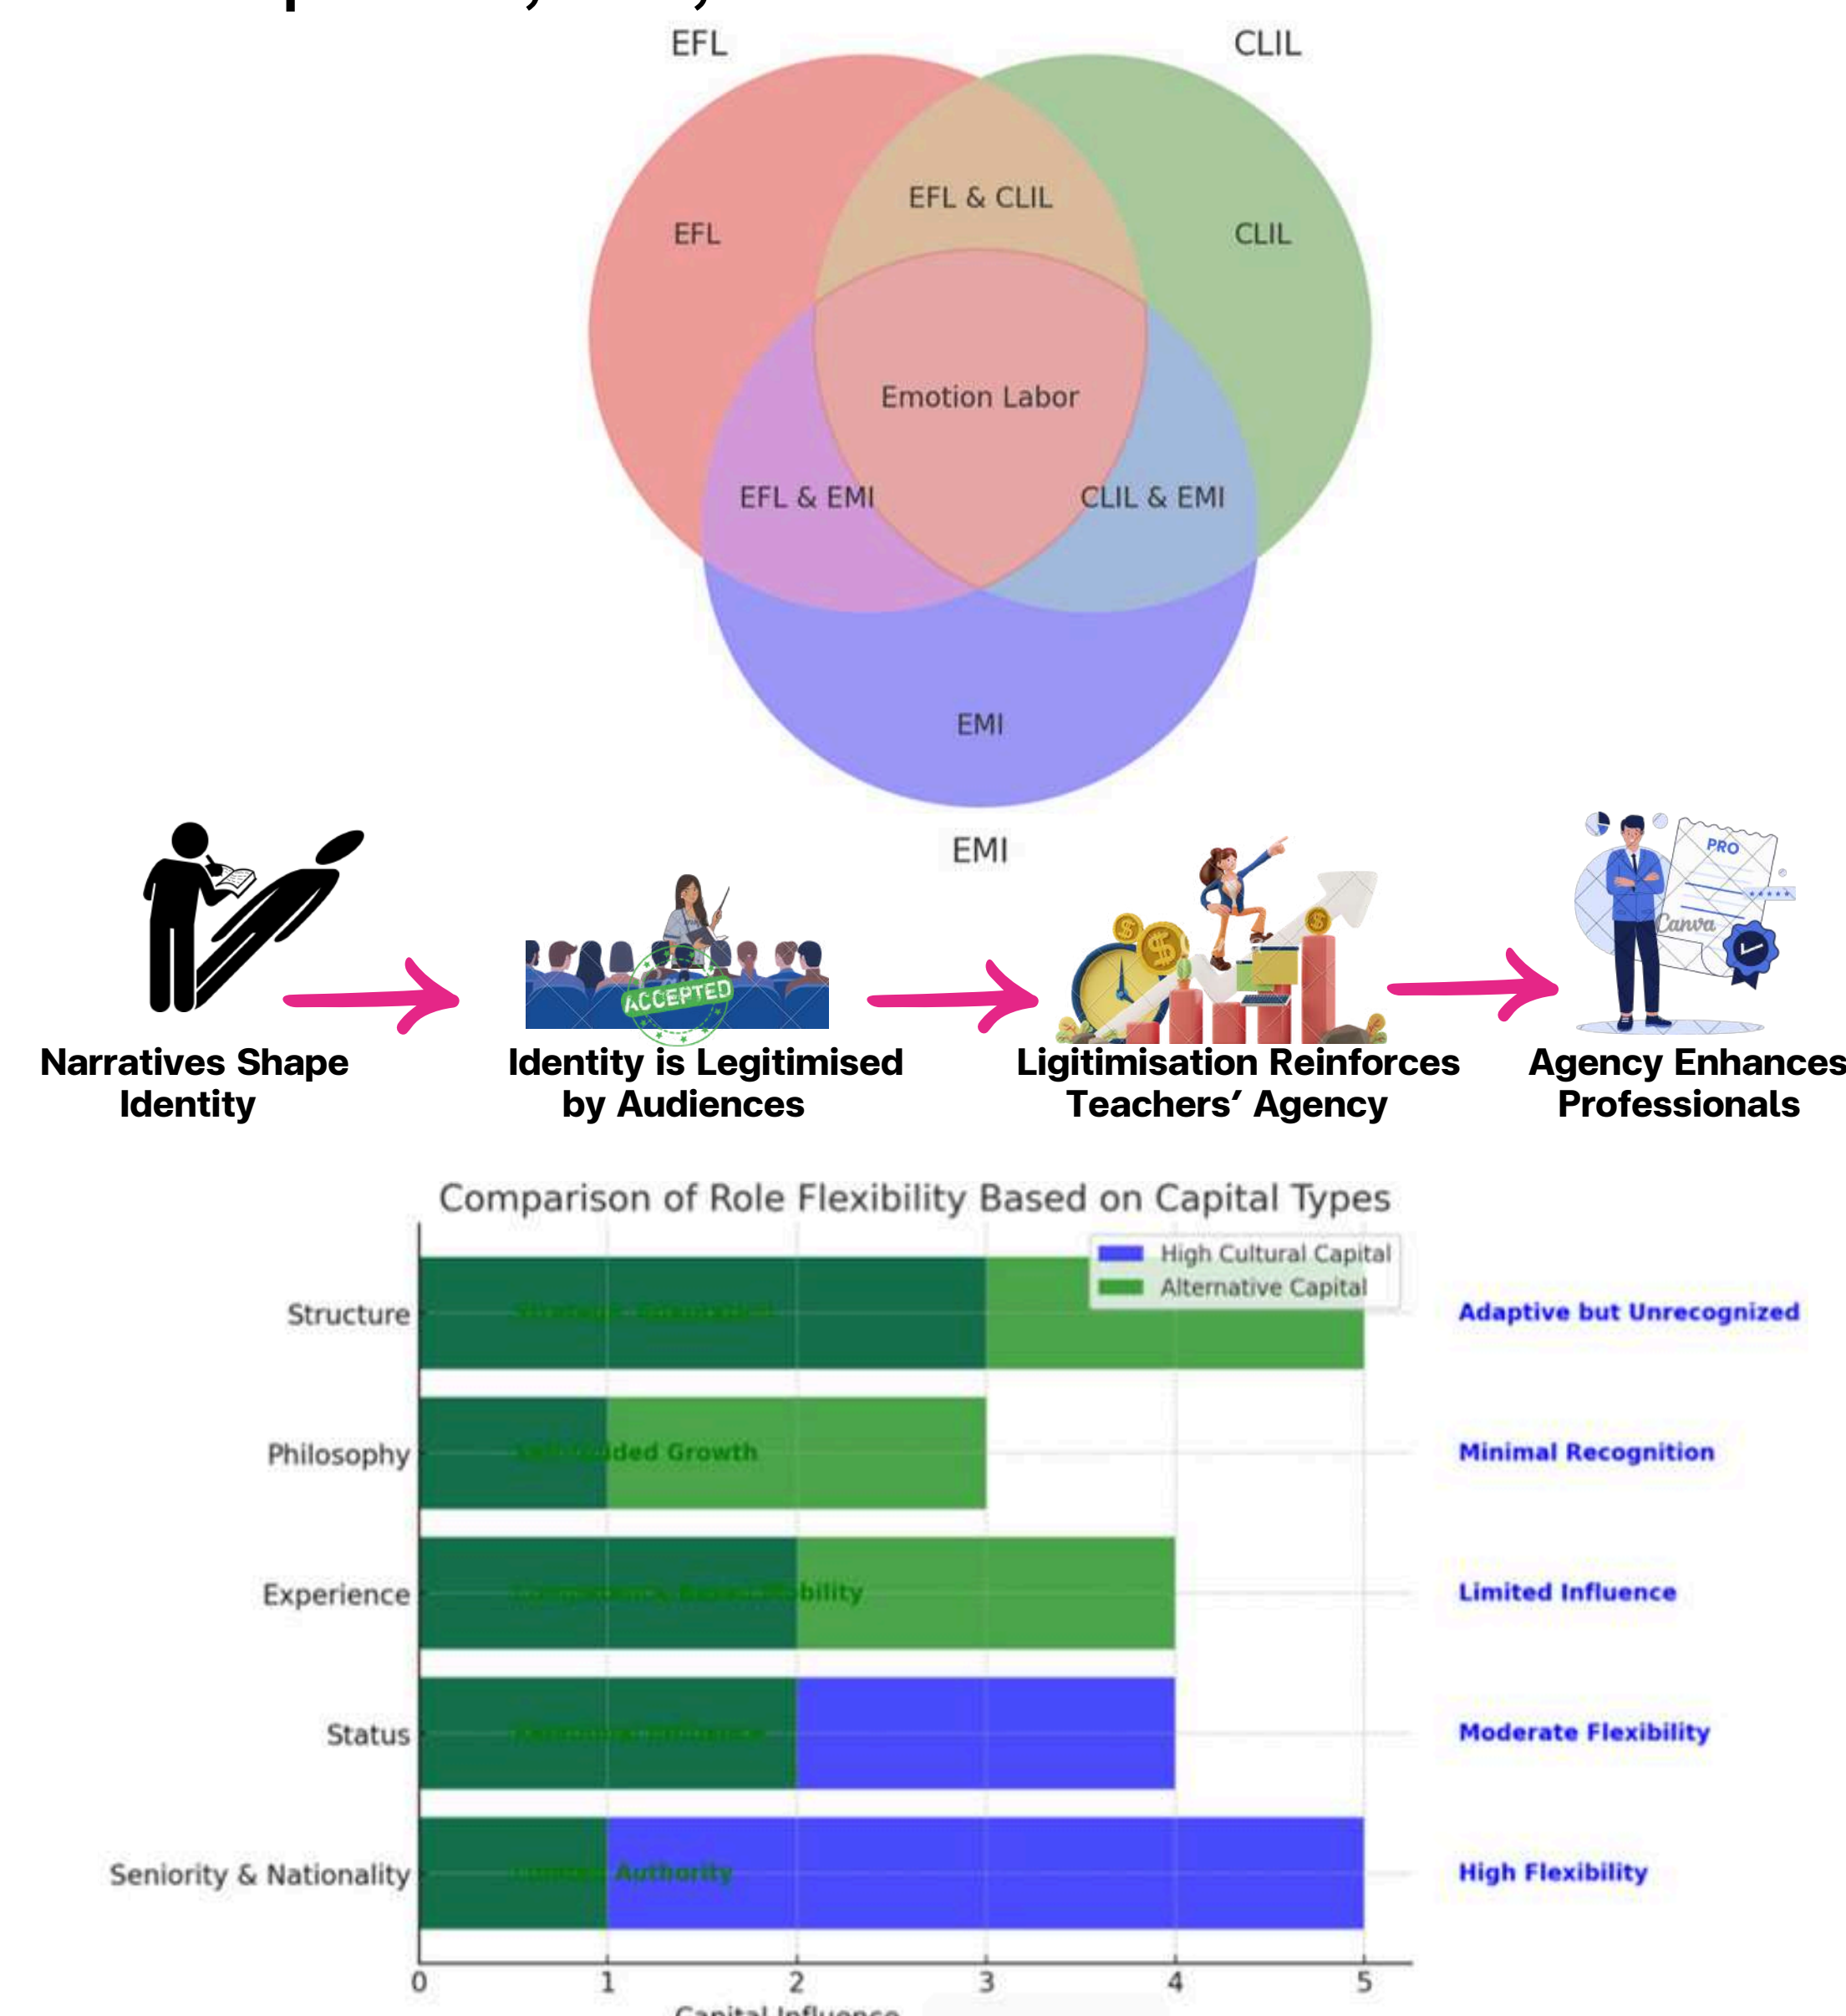 EFL
CLIL
EFL & CLIL
EFL
CLIL
Emotion Labor
EFL & EMI
CLIL & EMI
EMI
EMI
PRO
Canva
ACCEPTED
Narratives Shape
Identity
Identity is Legitimised
by Audiences
Ligitimisation Reinforces
Teachers' Agency
Agency Enhances
Professionals
Comparison of Role Flexibility Based on Capital Types
High Cultural Capital
Alternative Capital
Structure
Adaptive but Unrecognized
Philosophy
Growth
Minimal Recognition
Experience
Limited Influence
Status
Moderate Flexibility
Seniority & Nationality
Authority
High Flexibility
0 1 2 3 4 5
Capital Influence